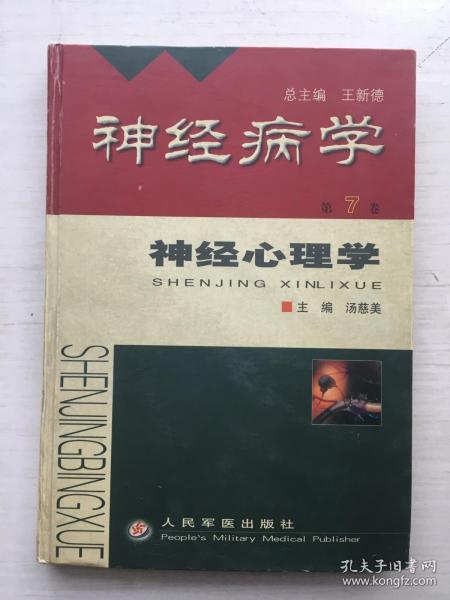 总主编 王新德
神经病学
第7卷
神经心理学
SHENJING XINLIXUE
主编 汤慈美
SHENJINGBINGXUE
人民军医出版社
People's Military Medical Publisher
孔夫子旧书网
www.kongfz.com